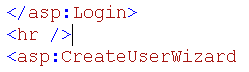 </asp:Login>
<hr />
<asp:CreateUserWizard